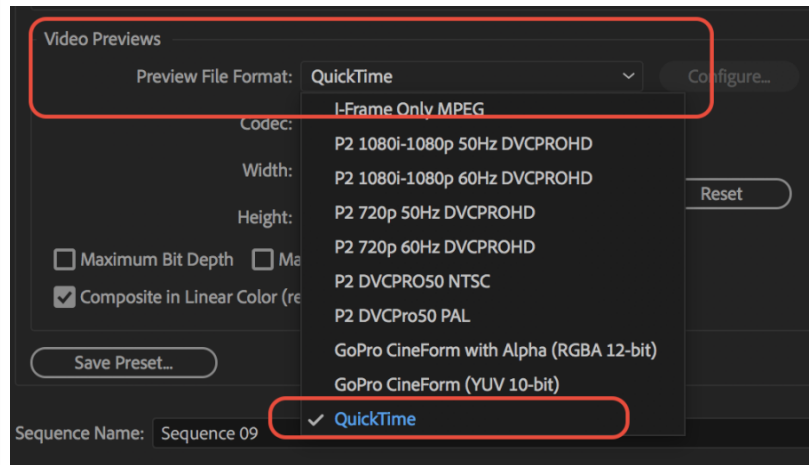 Video Previews
Preview File Format: QuickTime Configure...
I-Frame Only MPEG
Codec:
P2 1080i-1080p 50Hz DVCPROHD
Width: P2 1080i-1080p 60Hz DVCPROHD
Reset
Height: P2 720p 50Hz DVCPROHD
P2 720p 60Hz DVCPROHD
Maximum Bit Depth Ma
P2 DVCPRO50 NTSC
Composite in Linear Color (re
P2 DVCPro50 PAL
GoPro CineForm with Alpha (RGBA 12-bit)
Save Preset...
GoPro CineForm (YUV 10-bit)
QuickTime
Sequence Name: Sequence 09